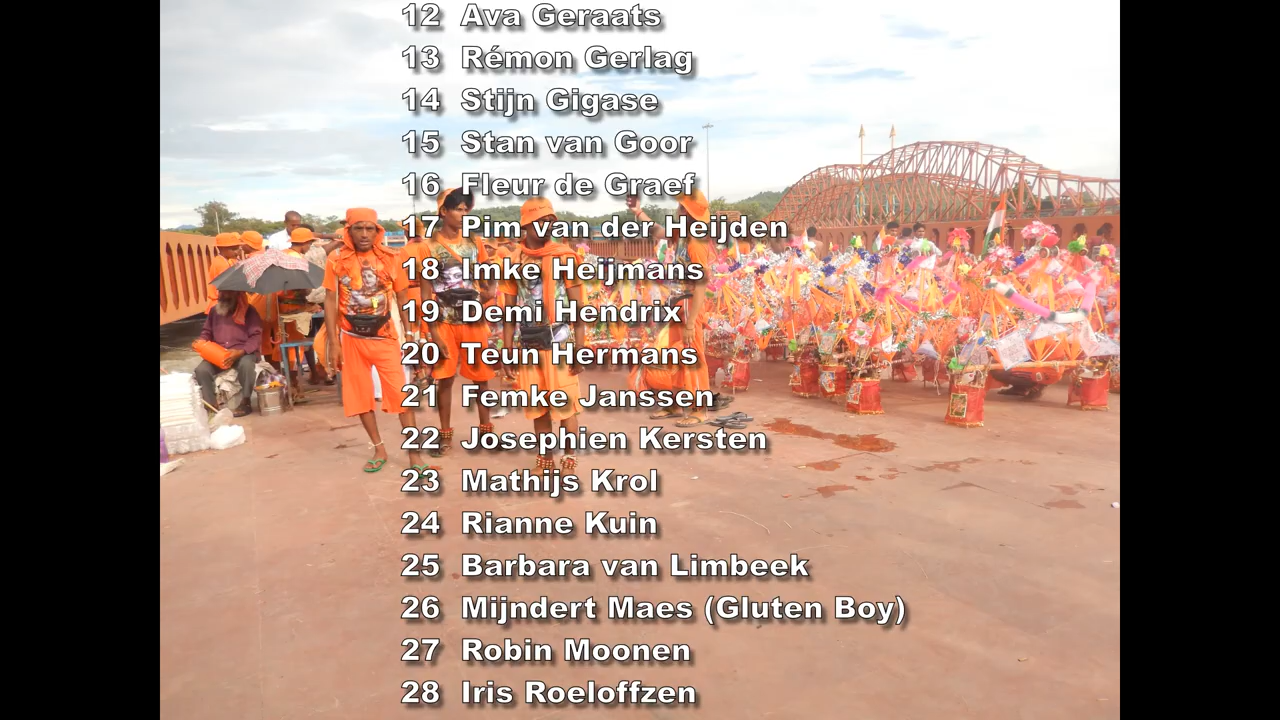 12 Ava Geraats
13 Rémon Gerlag
14 Stijn Gigase
15 Stan van Goor
16 Fleur de Graef
17 Pim van der Heijden
18 Imke Heijmans
19 Demi Hendrix
20 Teun Hermans
21 Femke Janssen
22 Josephien Kersten
23 Mathijs Krol
24 Rianne Kuin
25 Barbara van Limbeek
26 Mijndert Maes (Gluten Boy)
27 Robin Moonen
28 Iris Roeloffzen